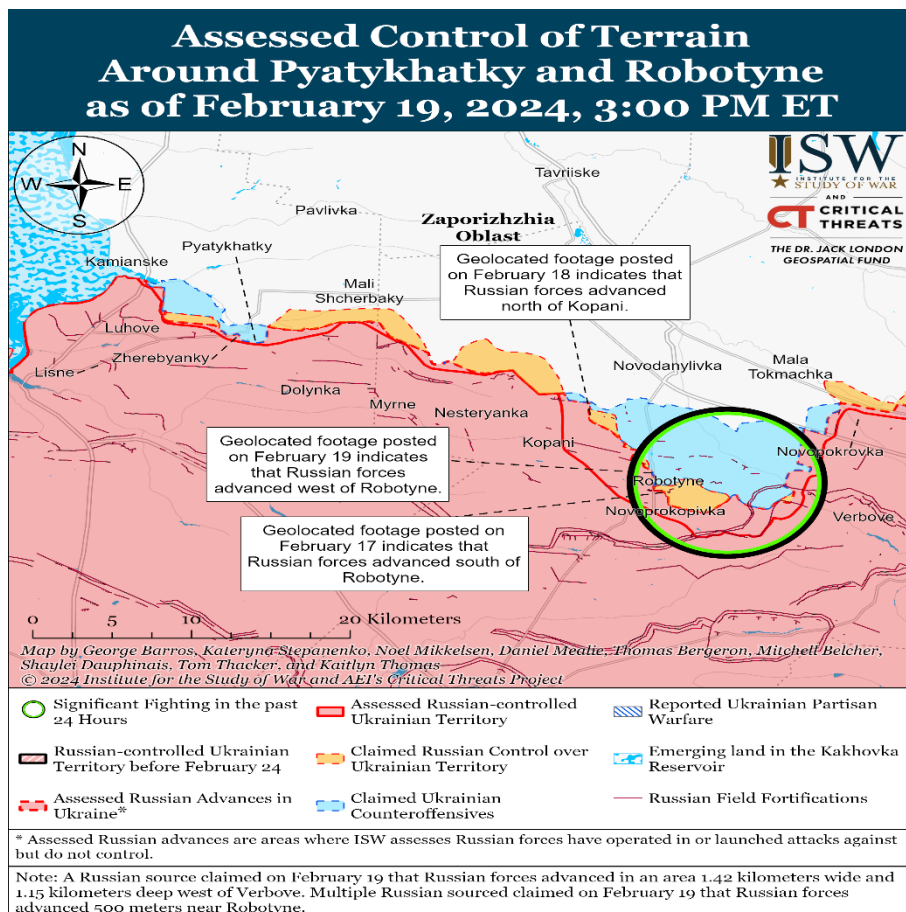 Assessed Control of Terrain
Around Pyatykhatky and Robotyne
as of February 19, 2024, 3:00 PM ET
N
W
E
S
ISW
INSTITUTE FOR THE
STUDY OF WAR
AND
CT CRITICAL
THREATS
THE DR. JACK LONDON
GEOSPATIAL FUND
Tavriiske
Pavlivka
Zaporizhzhia
Oblast
Pyatykhatky
Kamianske
Geolocated footage posted
on February 18 indicates that
Russian forces advanced
north of Kopani.
Mali
Shcherbaky
Luhove
Zherebyanky
Lisne
Novodanylivka
Mala
Tokmachka
Dolynka
Myrne
Nesteryanka
Kopani
Geolocated footage posted
on February 19 indicates
that Russian forces
advanced west of Robotyne.
Novopokrovka
Robotyne
Novoprokopivka
Verbove
Geolocated footage posted on
February 17 indicates that
Russian forces advanced south of
Robotyne.
0 5 10 20 Kilometers
Map by George Barros, Kateryna Stepanenko, Noel Mikkelsen, Daniel Mealie, Thomas Bergeron, Mitchell Belcher,
Shaylei Dauphinais, Tom Thacker, and Kaitlyn Thomas
© 2024 Institute for the Study of War and AEI's Critical Threats Project
Significant Fighting in the past
24 Hours
Assessed Russian-controlled
Ukrainian Territory
Reported Ukrainian Partisan
Warfare
Russian-controlled Ukrainian
Territory before February 24
Claimed Russian Control over
Ukrainian Territory
Emerging land in the Kakhovka
Reservoir
Assessed Russian Advances in
Ukraine*
Claimed Ukrainian
Counteroffensives
Russian Field Fortifications
* Assessed Russian advances are areas where ISW assesses Russian forces have operated in or launched attacks against
but do not control.
Note: A Russian source claimed on February 19 that Russian forces advanced in an area 1.42 kilometers wide and
1.15 kilometers deep west of Verbove. Multiple Russian sourced claimed on February 19 that Russian forces
advanced 500 meters near Robotyne.